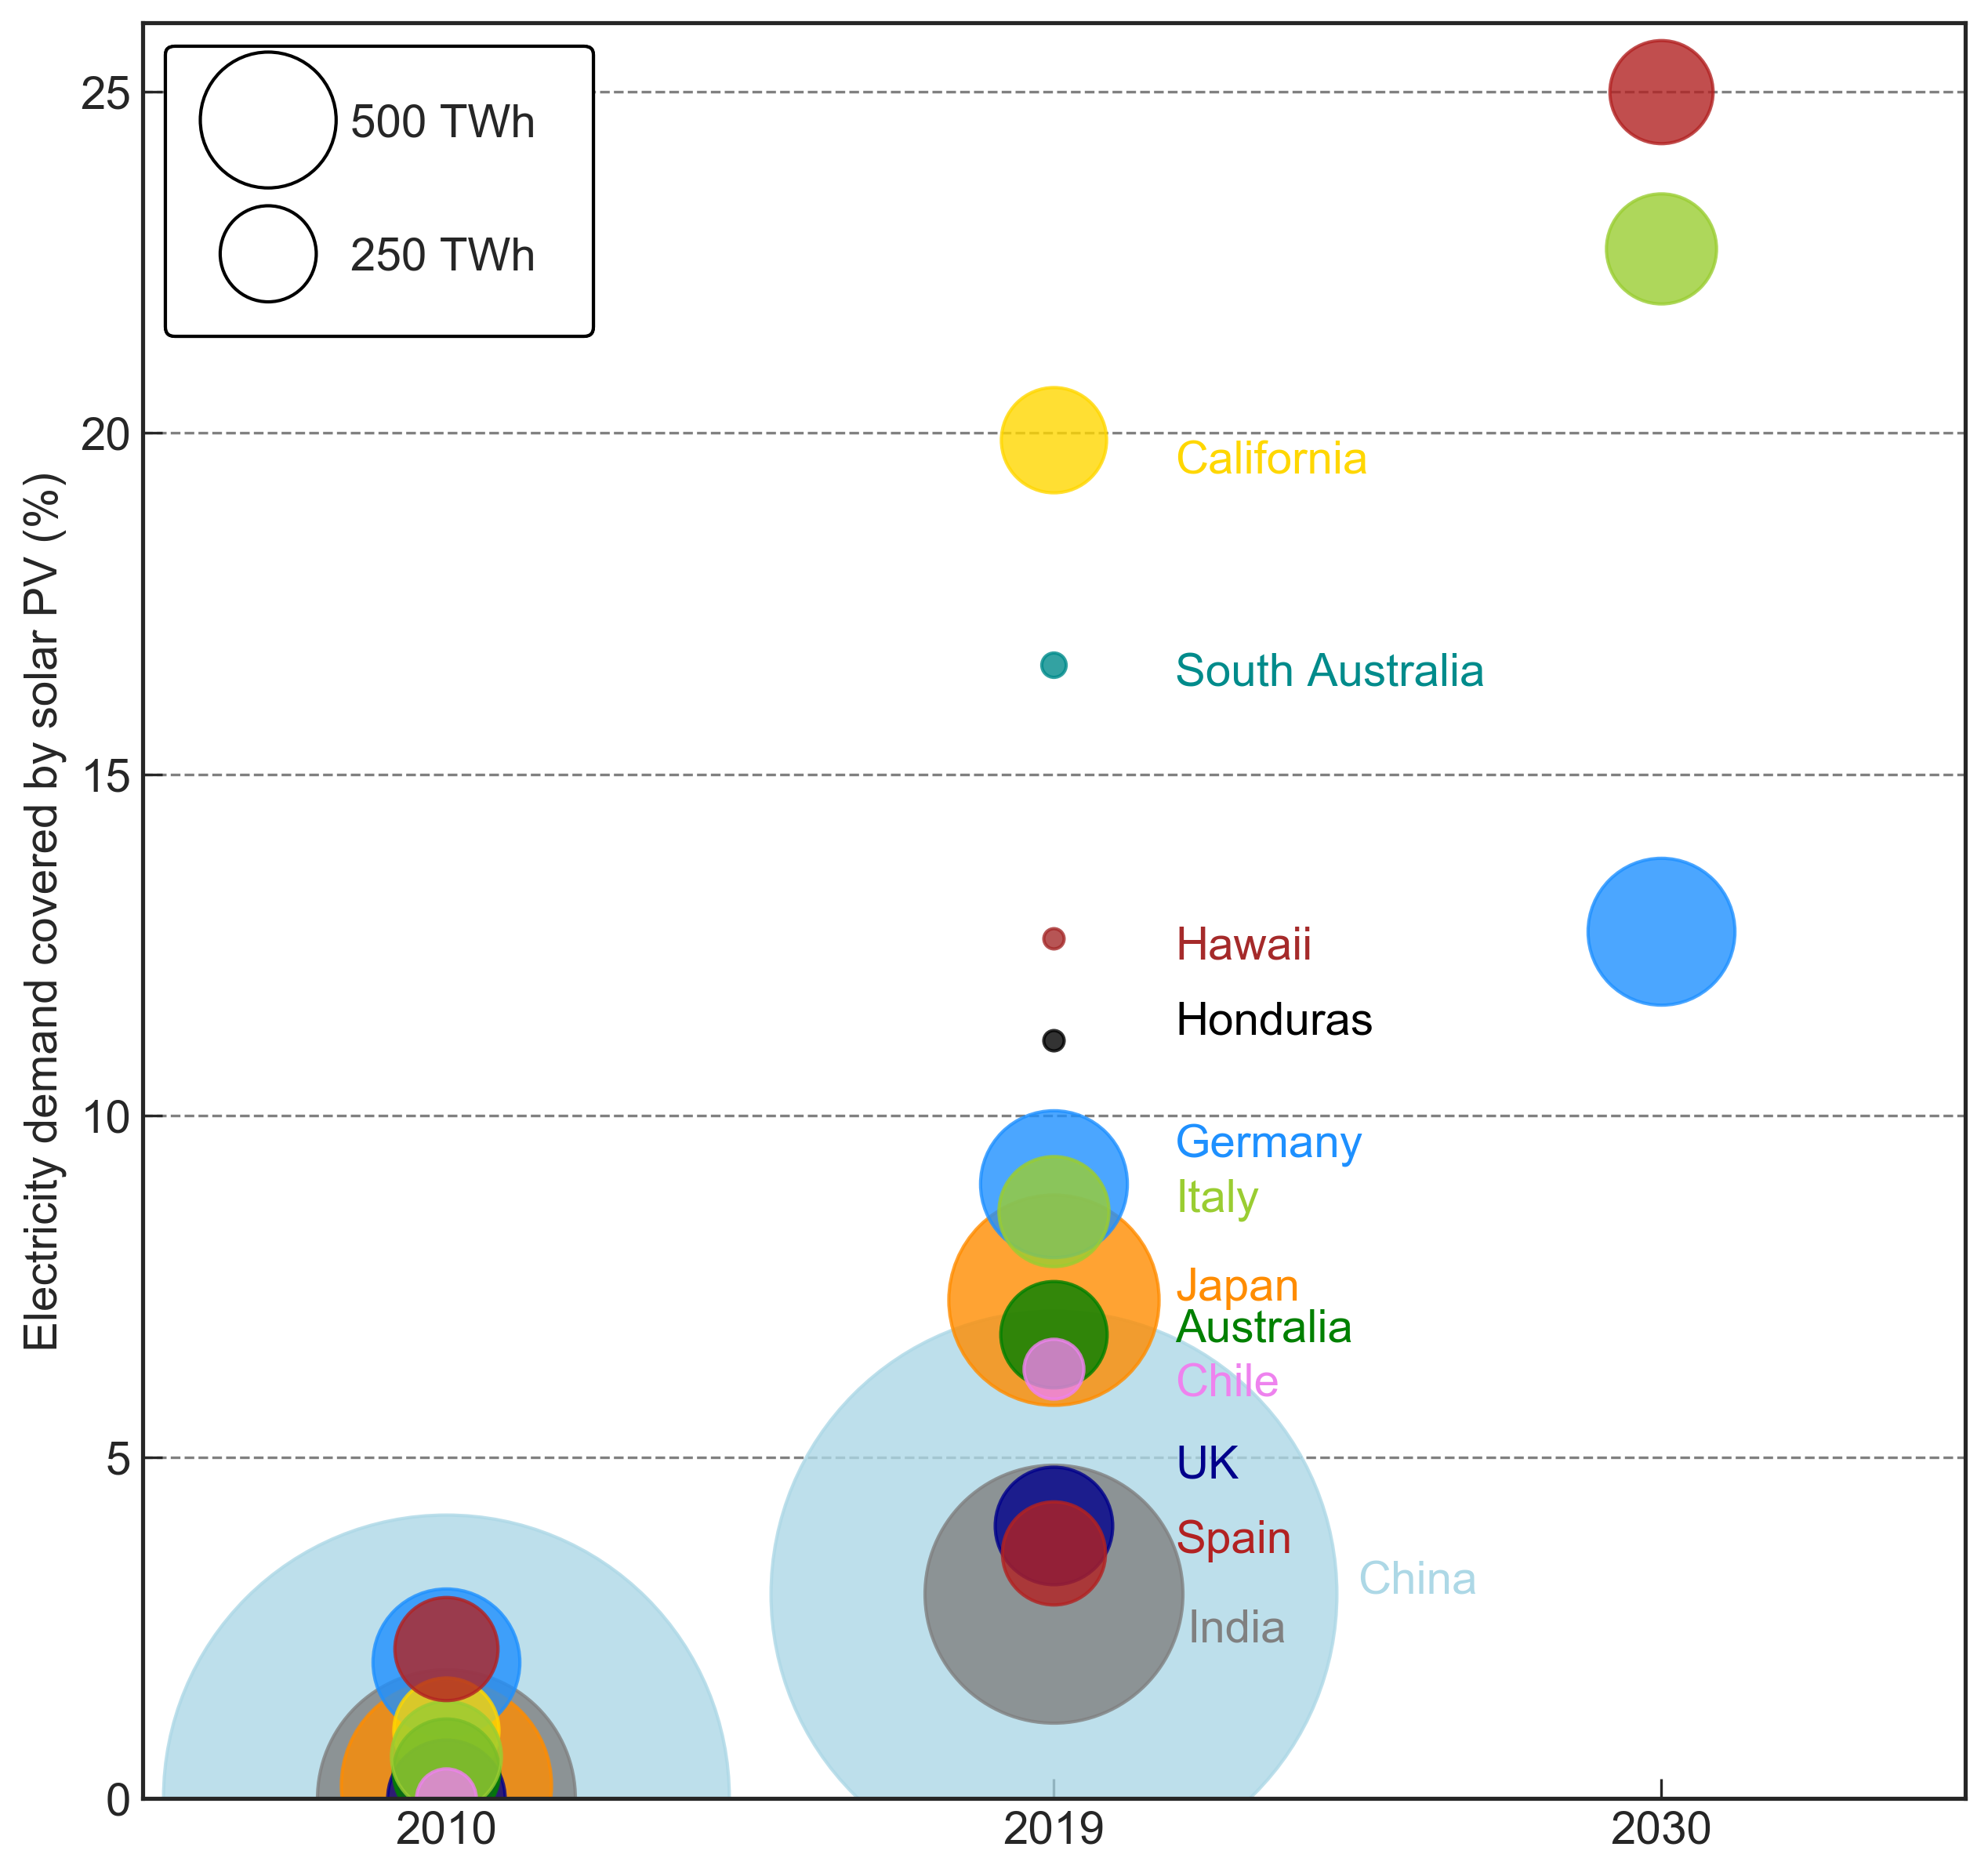 500 TWh
250 TWh
Electricity demand covered by solar PV (%)
25
20
15
10
5
0
California
South Australia
Hawaii
Honduras
Germany
Italy
Japan
Australia
Chile
UK
Spain
China
India
2010 2019 2030